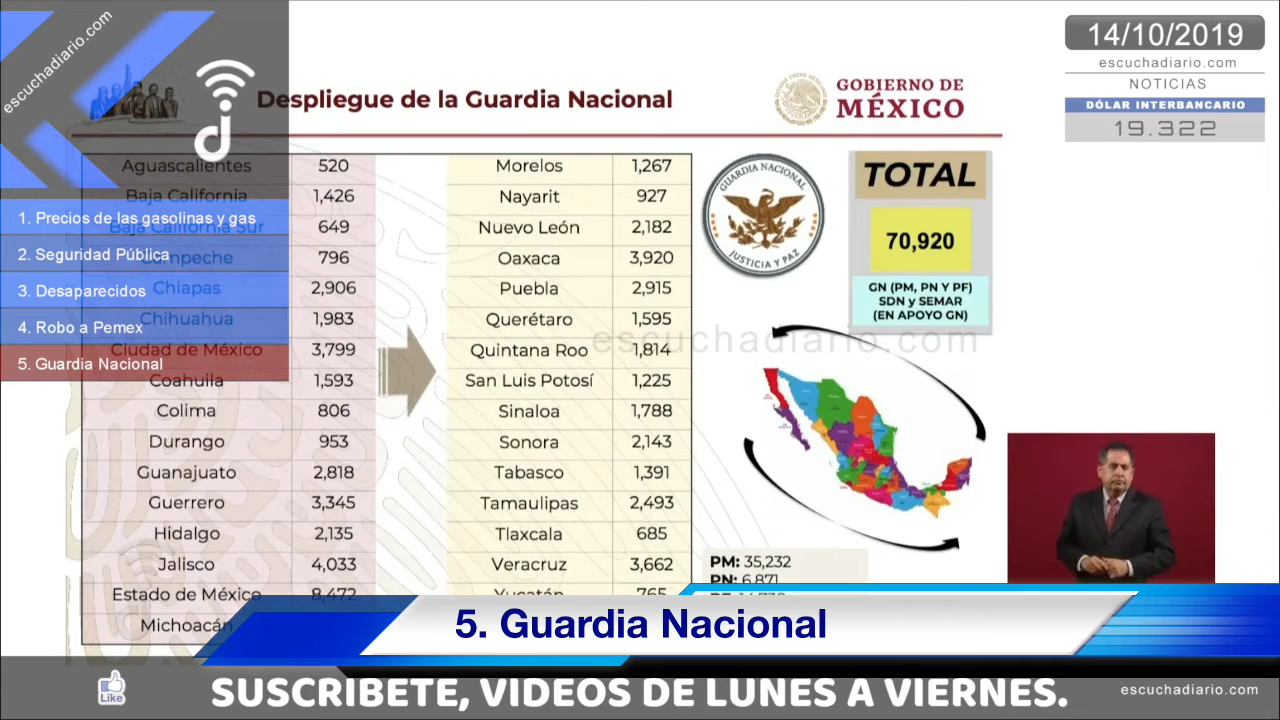 escuchadiario.com
Despliegue de la Guardia Nacional
GOBIERNO DE
MÉXICO
14/10/2019
escuchadiario.com
NOTICIAS
DÓLAR INTERBANCARIO
19.322
1. Precios de las gasolinas y gas
2. Seguridad Pública
3. Desaparecidos
4. Robo a Pemex
5. Guardia Nacional
Aguascalientes 520
Baja California 1,426
Baja California Sur 649
Campeche 796
Chiapas 2,906
Chihuahua 1,983
Ciudad de México 3,799
Coahuila 1,593
Colima 806
Durango 953
Guanajuato 2,818
Guerrero 3,345
Hidalgo 2,135
Jalisco 4,033
Estado de México 8,472
Michoacán
Morelos 1,267
Nayarit 927
Nuevo León 2,182
Oaxaca 3,920
Puebla 2,915
Querétaro 1,595
Quintana Roo 1,814
San Luis Potosí 1,225
Sinaloa 1,788
Sonora 2,143
Tabasco 1,391
Tamaulipas 2,493
Tlaxcala 685
Veracruz 3,662
Yucatán 765
GUARDIA NACIONAL
JUSTICIA Y PAZ
TOTAL
70,920
GN (PM, PN Y PF)
SDN y SEMAR
(EN APOYO GN)
escuchadiario.com
PM: 35,232
PN: 6,871
5. Guardia Nacional
Like
SUSCRIBETE, VIDEOS DE LUNES A VIERNES.
escuchadiario.com